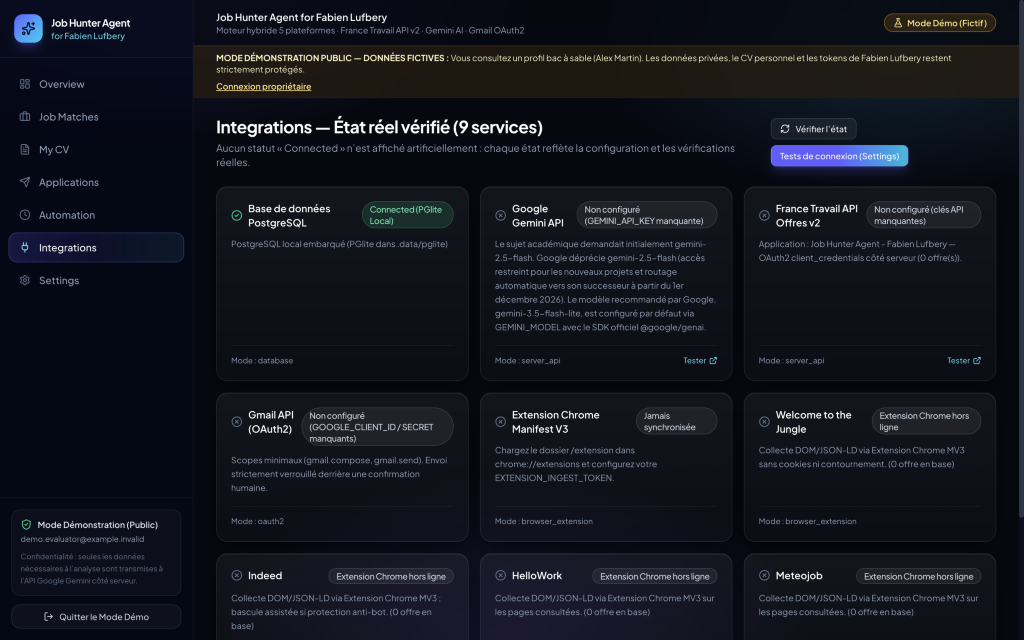 Job Hunter Agent
for Fabien Lufbery
Overview
Job Matches
My CV
Applications
Automation
Integrations
Settings
Mode Démonstration (Public)
demo.evaluator@example.invalid
Confidentialité : seules les données
nécessaires à l'analyse sont transmises à
l'API Google Gemini côté serveur.
Quitter le Mode Démo
Job Hunter Agent for Fabien Lufbery
Moteur hybride 5 plateformes · France Travail API v2 · Gemini AI · Gmail OAuth2
Mode Démo (Fictif)
MODE DÉMONSTRATION PUBLIC — DONNÉES FICTIVES : Vous consultez un profil bac à sable (Alex Martin). Les données privées, le CV personnel et les tokens de Fabien Lufbery restent
strictement protégés.
Connexion propriétaire
Integrations — État réel vérifié (9 services)
Aucun statut « Connected » n'est affiché artificiellement : chaque état reflète la configuration et les vérifications
réelles.
Vérifier l'état
Tests de connexion (Settings)
Base de données
PostgreSQL
Connected (PGlite
Local)
PostgreSQL local embarqué (PGlite dans .data/pglite)
Mode : database
Google
Gemini API
Non configuré
(GEMINI_API_KEY manquante)
Le sujet académique demandait initialement gemini-
2.5-flash. Google déprécie gemini-2.5-flash (accès
restreint pour les nouveaux projets et routage
automatique vers son successeur à partir du 1er
décembre 2026). Le modèle recommandé par Google,
gemini-3.5-flash-lite, est configuré par défaut via
GEMINI_MODEL avec le SDK officiel @google/genai.
Mode : server_api
Tester
France Travail API
Offres v2
Non configuré (clés API
manquantes)
Application : Job Hunter Agent - Fabien Lufbery —
OAuth2 client_credentials côté serveur (0 offre(s)).
Mode : server_api
Tester
Gmail API
(OAuth2)
Non configuré
(GOOGLE_CLIENT_ID / SECRET
manquants)
Scopes minimaux (gmail.compose, gmail.send). Envoi
strictement verrouillé derrière une confirmation
humaine.
Mode : oauth2
Extension Chrome
Manifest V3
Jamais
synchronisée
Chargez le dossier /extension dans
chrome://extensions et configurez votre
EXTENSION_INGEST_TOKEN.
Mode : browser_extension
Welcome to the
Jungle
Extension Chrome hors
ligne
Collecte DOM/JSON-LD via Extension Chrome MV3
sans cookies ni contournement. (0 offre en base)
Mode : browser_extension
Indeed
Extension Chrome hors ligne
Collecte DOM/JSON-LD via Extension Chrome MV3 ;
bascule assistée si protection anti-bot. (0 offre en
base)
HelloWork
Extension Chrome hors ligne
Collecte DOM/JSON-LD via Extension Chrome MV3 sur
les pages consultées. (0 offre en base)
Meteojob
Extension Chrome hors ligne
Collecte DOM/JSON-LD via Extension Chrome MV3 sur
les pages consultées. (0 offre en base)